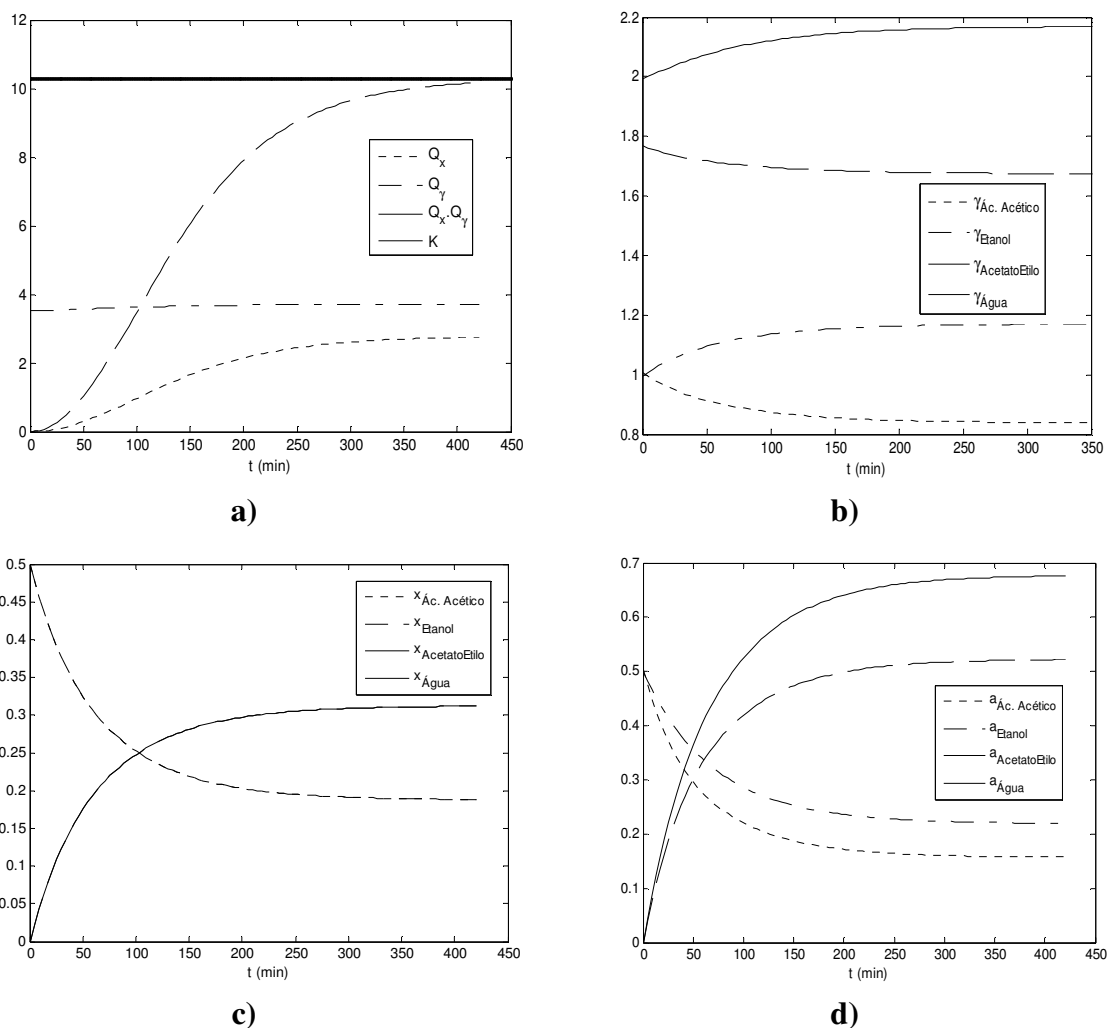 12
10
8
6
4
2
0
Q_x
Q_γ
Q_x.Q_γ
K
0 50 100 150 200 250 300 350 400 450
t (min)
a)
2.2
2
1.8
1.6
1.4
1.2
1
0.8
γ_Ác. Acético
γ_Etanol
γ_AcetatoEtilo
γ_Água
0 50 100 150 200 250 300 350
t (min)
b)
0.5
0.45
0.4
0.35
0.3
0.25
0.2
0.15
0.1
0.05
0
x_Ác. Acético
x_Etanol
x_AcetatoEtilo
x_Água
0 50 100 150 200 250 300 350 400 450
t (min)
c)
0.7
0.6
0.5
0.4
0.3
0.2
0.1
0
a_Ác. Acético
a_Etanol
a_AcetatoEtilo
a_Água
0 50 100 150 200 250 300 350 400 450
t (min)
d)